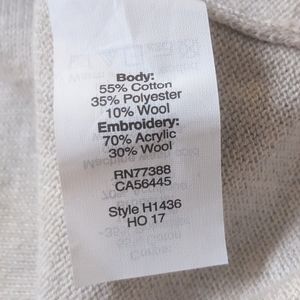 Body:
55% Cotton
35% Polyester
10% Wool
Embroidery:
70% Acrylic
30% Wool
RN77388
CA56445
Style H1436
HO 17